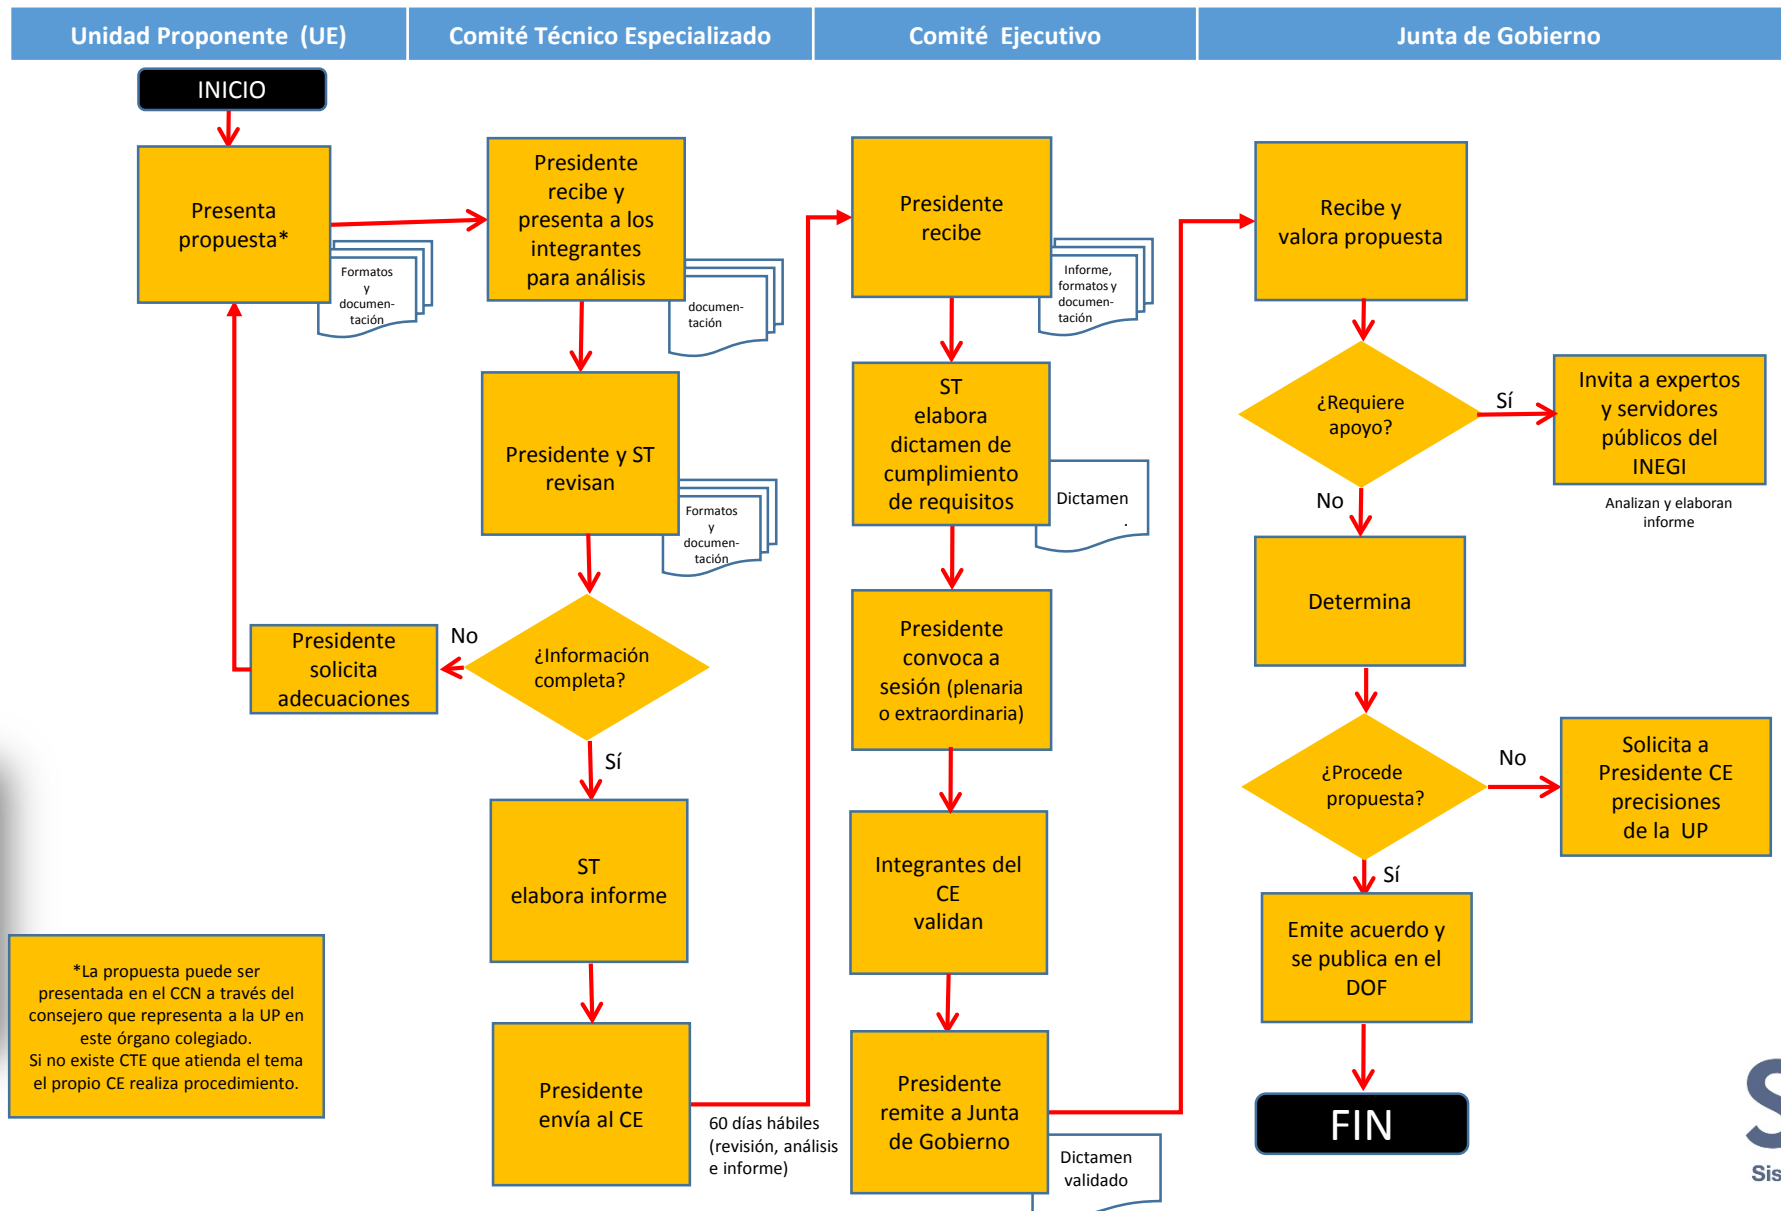 Unidad Proponente (UE)
Comité Técnico Especializado
Comité Ejecutivo
Junta de Gobierno
INICIO
Presenta
propuesta*
Formatos
y
documen-
tación
Presidente
solicita
adecuaciones
*La propuesta puede ser
presentada en el CCN a través del
consejero que representa a la UP en
este órgano colegiado.
Si no existe CTE que atienda el tema
el propio CE realiza procedimiento.
Presidente
recibe y
presenta a los
integrantes
para análisis
documen-
tación
Presidente y ST
revisan
Formatos
y
documen-
tación
No
¿Información
completa?
Sí
ST
elabora informe
Presidente
envía al CE
60 días hábiles
(revisión, análisis
e informe)
Presidente
recibe
Informe,
formatos y
documen-
tación
ST
elabora
dictamen de
cumplimiento
de requisitos
Dictamen
.
Presidente
convoca a
sesión (plenaria
o extraordinaria)
Integrantes del
CE
validan
Presidente
remite a Junta
de Gobierno
Dictamen
validado
Recibe y
valora propuesta
¿Requiere
apoyo?
Sí
Invita a expertos
y servidores
públicos del
INEGI
Analizan y elaboran
informe
No
Determina
¿Procede
propuesta?
No
Solicita a
Presidente CE
precisiones
de la UP
Sí
Emite acuerdo y
se publica en el
DOF
FIN
S
Sis